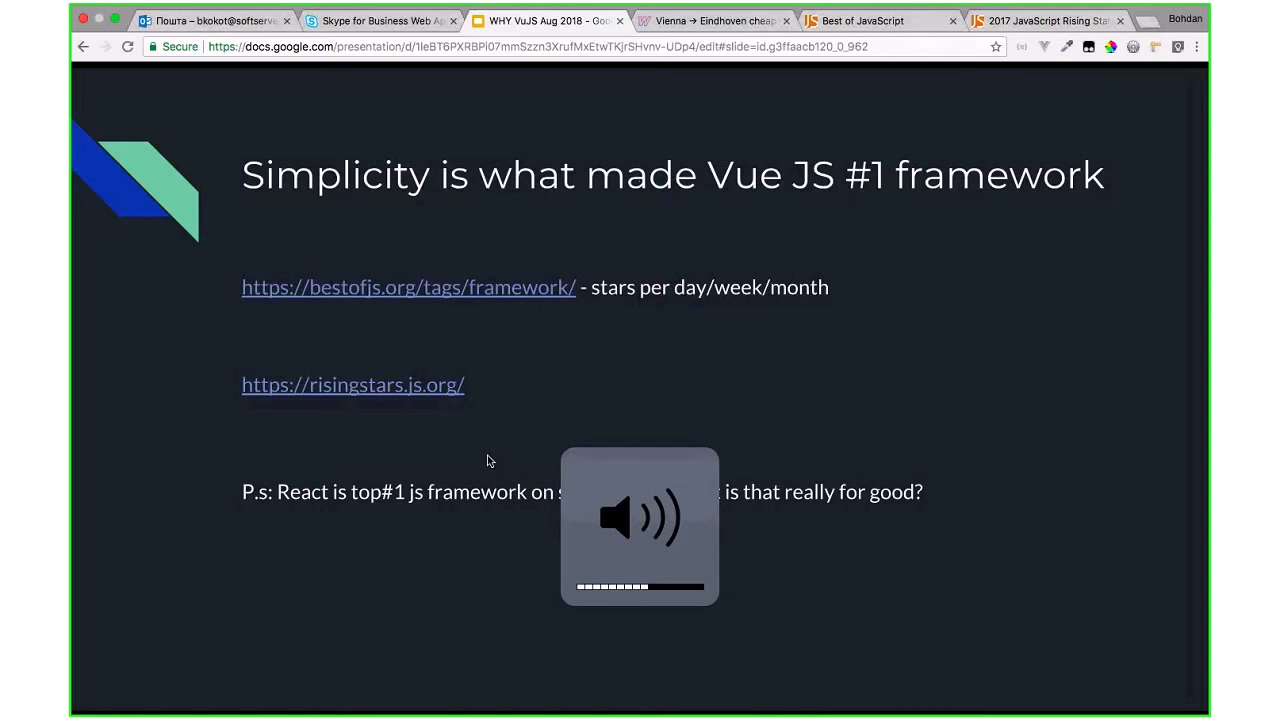 Пошта – bkokot@softserve
Skype for Business Web Ap
WHY VuJS Aug 2018 - Goo
Vienna → Eindhoven cheap
Best of JavaScript
2017 JavaScript Rising Star
Bohdan
Secure
https://docs.google.com/presentation/d/1leBT6PXRBPi07mmSzzn3XrufMxEtwTKjrSHvnv-UDp4/edit#slide=id.g3ffaacb120_0_962
Simplicity is what made Vue JS #1 framework
https://bestofjs.org/tags/framework/ - stars per day/week/month
https://risingstars.js.org/
P.s: React is top#1 js framework on is that really for good?